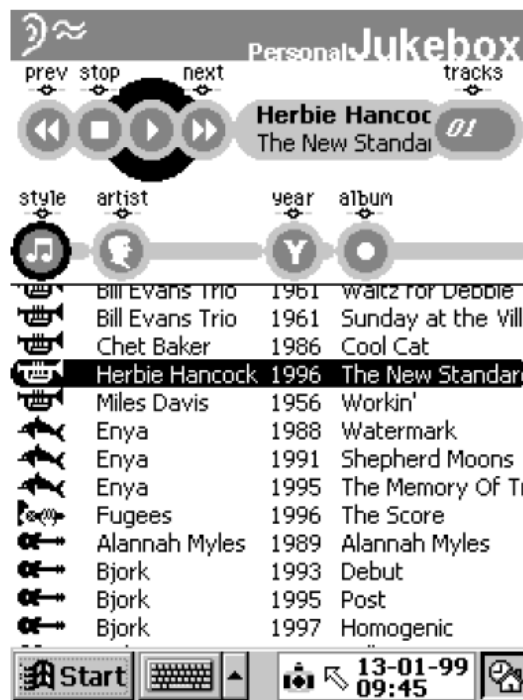 Personal Jukebox
prev stop next tracks
Herbie Hancoc
The New Standar
01
style artist year album
Y
Bill Evans Trio 1961 Waltz for Debbie
Bill Evans Trio 1961 Sunday at the Vill
Chet Baker 1986 Cool Cat
Herbie Hancock 1996 The New Standard
Miles Davis 1956 Workin'
Enya 1988 Watermark
Enya 1991 Shepherd Moons
Enya 1995 The Memory Of Tr
Fugees 1996 The Score
Alannah Myles 1989 Alannah Myles
Bjork 1993 Debut
Bjork 1995 Post
Bjork 1997 Homogenic
Start 13-01-99
09:45